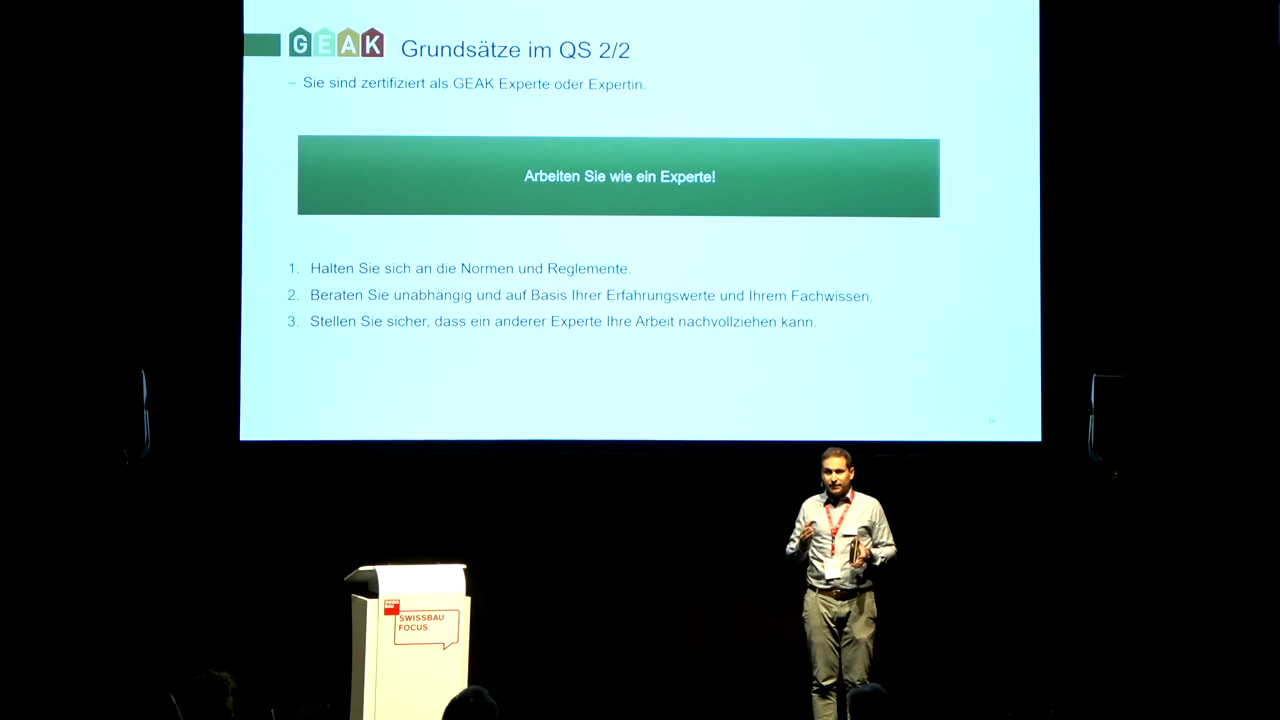 GEAK Grundsätze im QS 2/2
– Sie sind zertifiziert als GEAK Experte oder Expertin.
Arbeiten Sie wie ein Experte!
1. Halten Sie sich an die Normen und Reglemente.
2. Beraten Sie unabhängig und auf Basis Ihrer Erfahrungswerte und Ihrem Fachwissen.
3. Stellen Sie sicher, dass ein anderer Experte Ihre Arbeit nachvollziehen kann.
SWISS
BAU
SWISSBAU
FOCUS